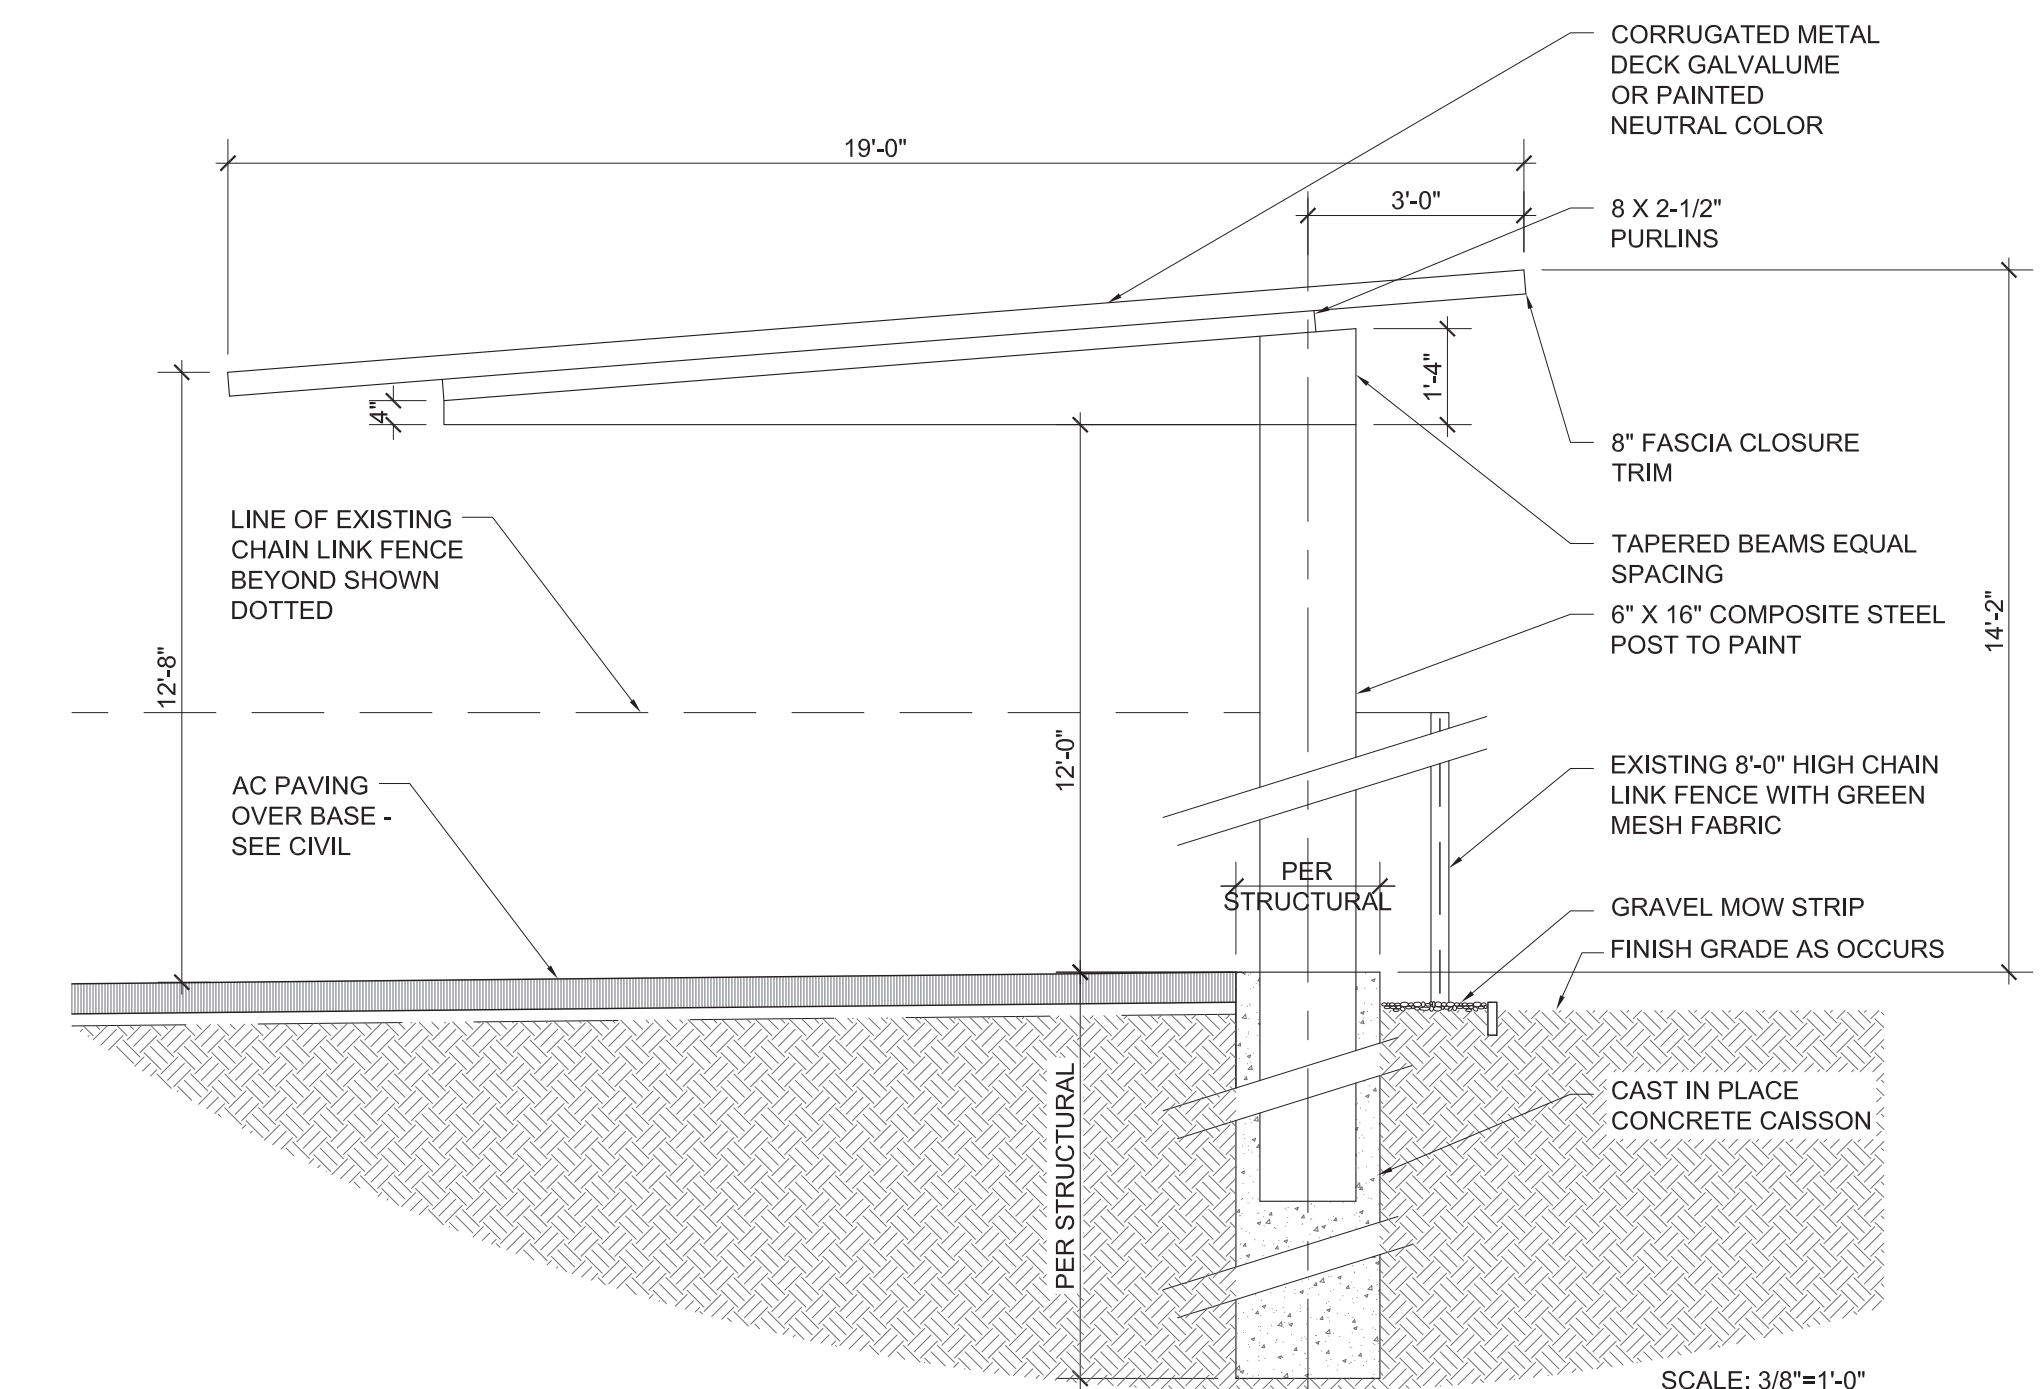 CORRUGATED METAL
DECK GALVALUME
OR PAINTED
NEUTRAL COLOR
19'-0"
3'-0"
8 X 2-1/2"
PURLINS
1'-4"
4"
8" FASCIA CLOSURE
TRIM
LINE OF EXISTING
CHAIN LINK FENCE
BEYOND SHOWN
DOTTED
TAPERED BEAMS EQUAL
SPACING
6" X 16" COMPOSITE STEEL
POST TO PAINT
14'-2"
12'-8"
12'-0"
AC PAVING
OVER BASE -
SEE CIVIL
EXISTING 8'-0" HIGH CHAIN
LINK FENCE WITH GREEN
MESH FABRIC
PER
STRUCTURAL
GRAVEL MOW STRIP
FINISH GRADE AS OCCURS
PER STRUCTURAL
CAST IN PLACE
CONCRETE CAISSON
SCALE: 3/8"=1'-0"